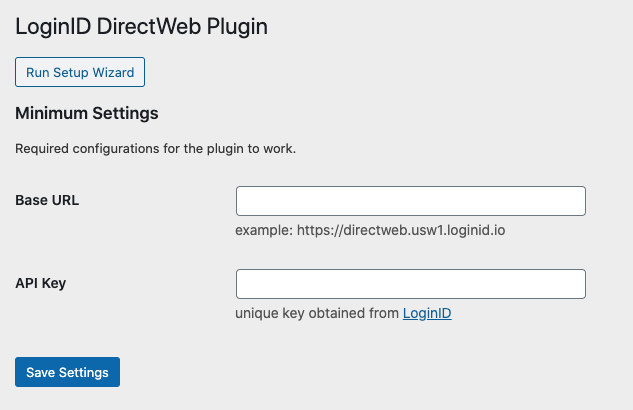 LoginID DirectWeb Plugin
Run Setup Wizard
Minimum Settings
Required configurations for the plugin to work.
Base URL
example: https://directweb.usw1.loginid.io
API Key
unique key obtained from LoginID
Save Settings